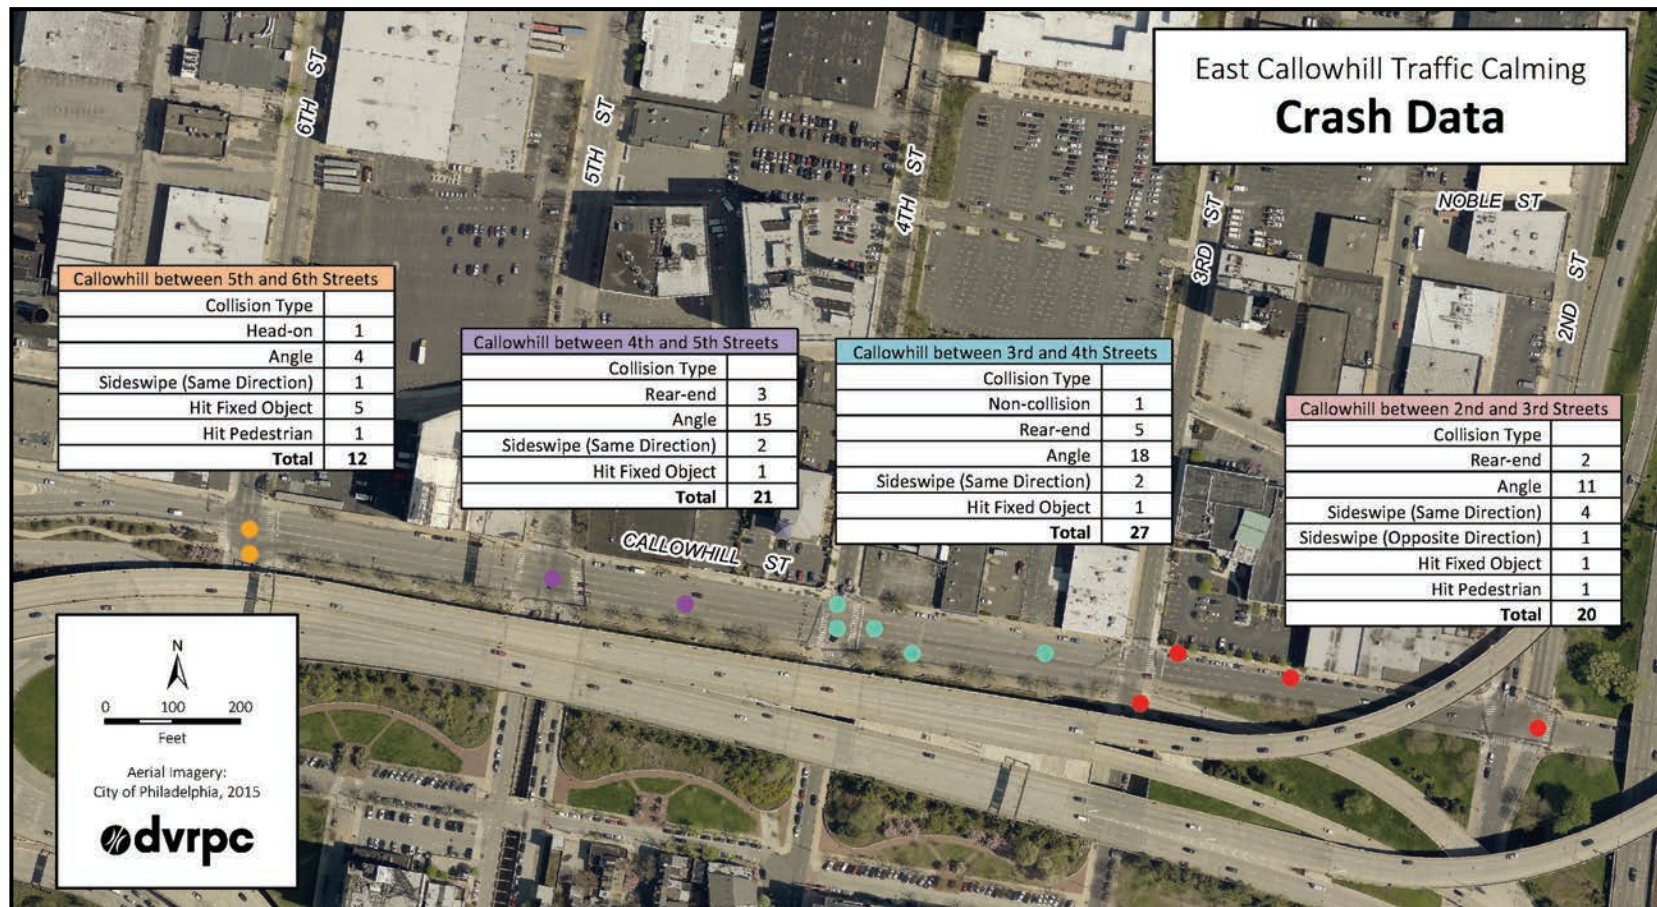 East Callowhill Traffic Calming
Crash Data
6TH ST
5TH ST
4TH ST
3RD ST
NOBLE ST
2ND ST
CALLOWHILL ST
Callowhill between 5th and 6th Streets
Collision Type
Head-on 1
Angle 4
Sideswipe (Same Direction) 1
Hit Fixed Object 5
Hit Pedestrian 1
Total 12
Callowhill between 4th and 5th Streets
Collision Type
Rear-end 3
Angle 15
Sideswipe (Same Direction) 2
Hit Fixed Object 1
Total 21
Callowhill between 3rd and 4th Streets
Collision Type
Non-collision 1
Rear-end 5
Angle 18
Sideswipe (Same Direction) 2
Hit Fixed Object 1
Total 27
Callowhill between 2nd and 3rd Streets
Collision Type
Rear-end 2
Angle 11
Sideswipe (Same Direction) 4
Sideswipe (Opposite Direction) 1
Hit Fixed Object 1
Hit Pedestrian 1
Total 20
N
0 100 200
Feet
Aerial Imagery:
City of Philadelphia, 2015
dvrpc